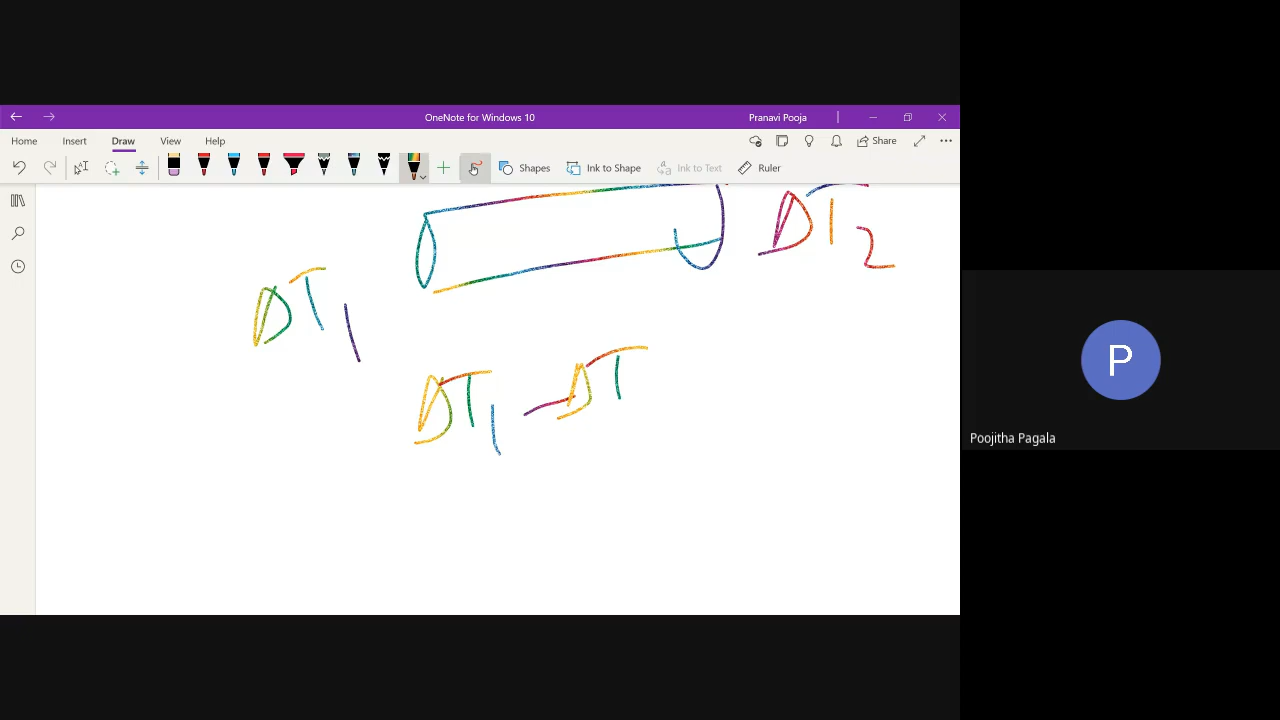 OneNote for Windows 10
Pranavi Pooja
Home Insert Draw View Help
Share
Shapes Ink to Shape Ink to Text Ruler
ΔT2
ΔT1
ΔT1 - ΔT
P
Poojitha Pagala